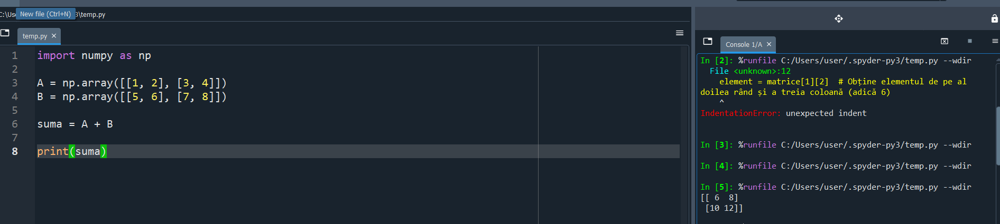 C:\Use
New file (Ctrl+N)
3\temp.py
temp.py
1 import numpy as np
2
3 A = np.array([[1, 2], [3, 4]])
4 B = np.array([[5, 6], [7, 8]])
5
6 suma = A + B
7
8 print(suma)
Console 1/A
In [2]: %runfile C:/Users/user/.spyder-py3/temp.py --wdir
File <unknown>:12
element = matrice[1][2]  # Obține elementul de pe al
doilea rând și a treia coloană (adică 6)
^
IndentationError: unexpected indent
In [3]: %runfile C:/Users/user/.spyder-py3/temp.py --wdir
In [4]: %runfile C:/Users/user/.spyder-py3/temp.py --wdir
In [5]: %runfile C:/Users/user/.spyder-py3/temp.py --wdir
[[ 6  8]
[10 12]]